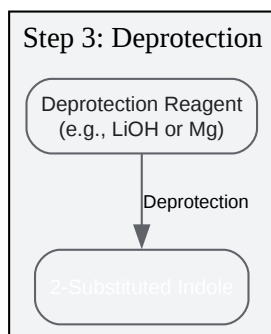 Step 3: Deprotection
Deprotection Reagent
(e.g., LiOH or Mg)
Deprotection
2-Substituted Indole